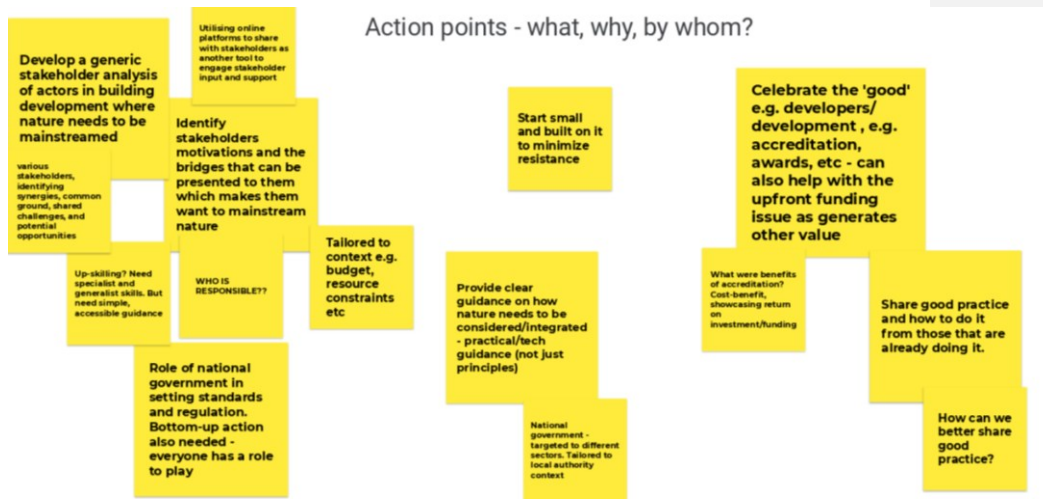 Action points - what, why, by whom?
Develop a generic
stakeholder analysis
of actors in building
development where
nature needs to be
mainstreamed
Utilising online
platforms to share
with stakeholders as
another tool to
engage stakeholder
input and support
Identify
stakeholders
motivations and the
bridges that can be
presented to them
which makes them
want to mainstream
nature
various
stakeholders,
identifying
synergies, common
ground, shared
challenges, and
potential
opportunities
Up-skilling? Need
specialist and
generalist skills. But
need simple,
accessible guidance
WHO IS
RESPONSIBLE??
Tailored to
context e.g.
budget,
resource
constraints
etc
Role of national
government in
setting standards
and regulation.
Bottom-up action
also needed -
everyone has a role
to play
Start small
and built on it
to minimize
resistance
Provide clear
guidance on how
nature needs to be
considered/integrated
- practical/tech
guidance (not just
principles)
National
government -
targeted to different
sectors. Tailored to
local authority
context
Celebrate the 'good'
e.g. developers/
development , e.g.
accreditation,
awards, etc - can
also help with the
upfront funding
issue as generates
other value
What were benefits
of accreditation?
Cost-benefit,
showcasing return
on
investment/funding
Share good practice
and how to do it
from those that are
already doing it.
How can we
better share
good
practice?